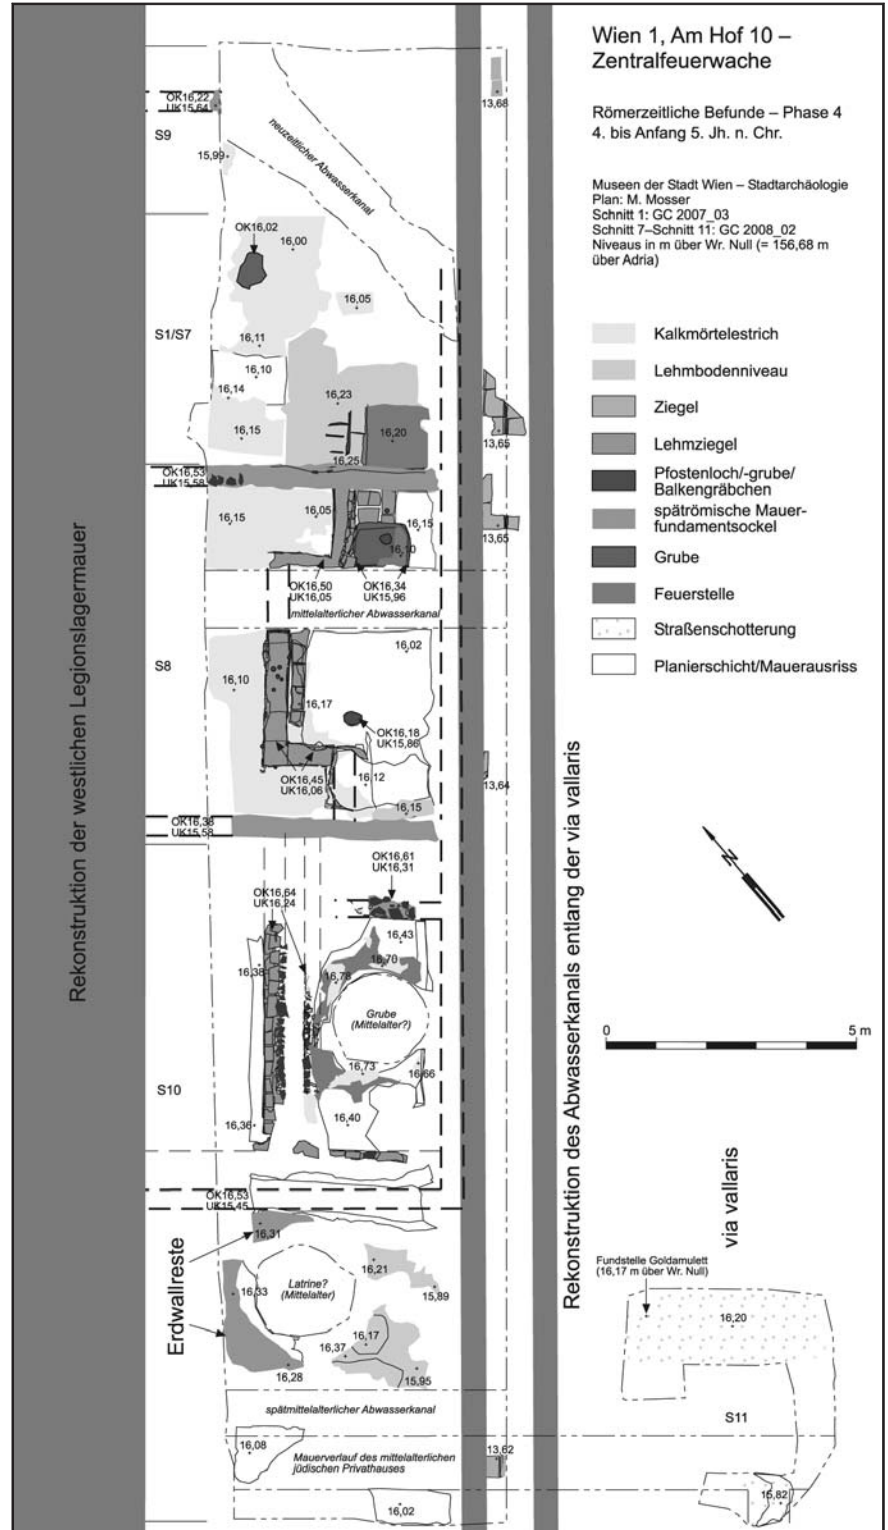 Wien 1, Am Hof 10 –
Zentralfeuerwache
Römerzeitliche Befunde – Phase 4
4. bis Anfang 5. Jh. n. Chr.
Museen der Stadt Wien – Stadtarchäologie
Plan: M. Mosser
Schnitt 1: GC 2007_03
Schnitt 7–Schnitt 11: GC 2008_02
Niveaus in m über Wr. Null (= 156,68 m
über Adria)
Kalkmörtelestrich
Lehmbodenniveau
Ziegel
Lehmziegel
Pfostenloch/-grube/
Balkengräbchen
spätrömische Mauer-
fundamentsockel
Grube
Feuerstelle
Straßenschotterung
Planierschicht/Mauerausriss
N
0
5 m
Rekonstruktion der westlichen Legionslagermauer
Rekonstruktion des Abwasserkanals entlang der via vallaris
via vallaris
OK16,22
UK15,64
13,68
S9
neuzeitlicher Abwasserkanal
15,99
OK16,02
16,00
16,05
S1/S7
16,11
16,10
16,14
16,23
16,15
16,20
13,65
16,25
OK16,53
UK15,58
16,05
16,15
16,15
13,65
16,10
OK16,50
UK16,05
OK16,34
UK15,96
mittelalterlicher Abwasserkanal
16,02
S8
16,10
16,17
OK16,18
UK15,86
OK16,45
UK16,06
16,12
13,64
16,15
OK16,38
UK15,58
OK16,61
UK16,31
OK16,64
UK16,24
16,43
16,38
16,70
16,78
Grube
(Mittelalter?)
16,73
16,66
S10
16,36
16,40
OK16,53
UK15,45
16,31
Erdwallreste
16,21
16,33
Latrine?
(Mittelalter)
15,89
16,17
16,37
16,28
15,95
Fundstelle Goldamulett
(16,17 m über Wr. Null)
16,20
spätmittelalterlicher Abwasserkanal
S11
16,08
Mauerverlauf des mittelalterlichen
jüdischen Privathauses
13,62
15,82
16,02